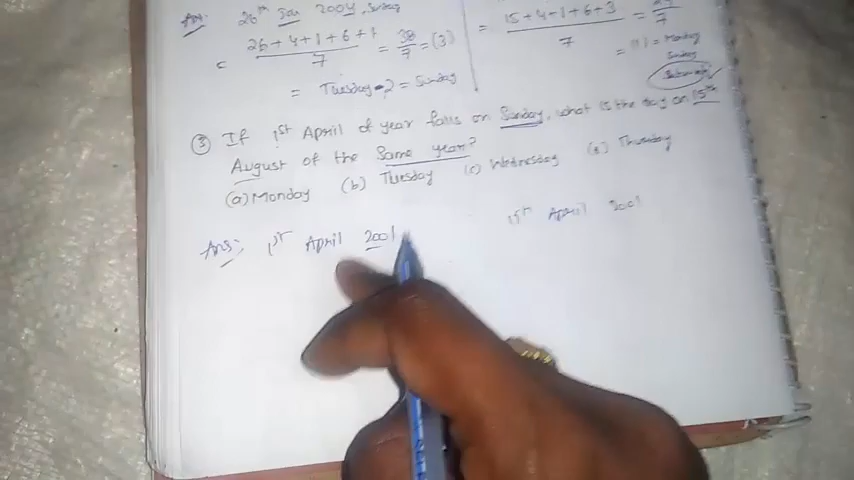 Ans: 26th Jan 2004, Sunday
= 26+4+1+6+1 / 7 = 38/7 = (3)
= Tuesday-2 = Sunday
= 15+4+1+6+3 / 7 = /7
= (1) = Monday
Sunday
③ If 1st April of year falls on Sunday, what is the day on 15th
August of the Same year?
(a) Monday (b) Tuesday (c) Wednesday (d) Thursday
Ans: 1st April 2001
15th April 2001